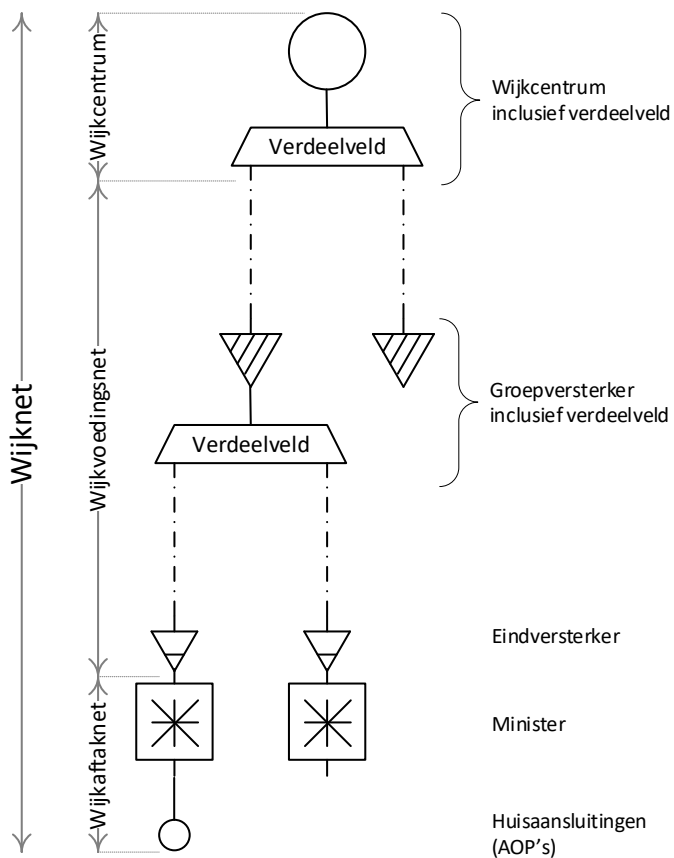 Wijkcentrum
Verdeelveld
Wijkcentrum
inclusief verdeelveld
Wijknet
Wijkvoedingsnet
Groepversterker
inclusief verdeelveld
Verdeelveld
Eindversterker
Wijkaftaknet
Minister
Huisaansluitingen
(AOP's)